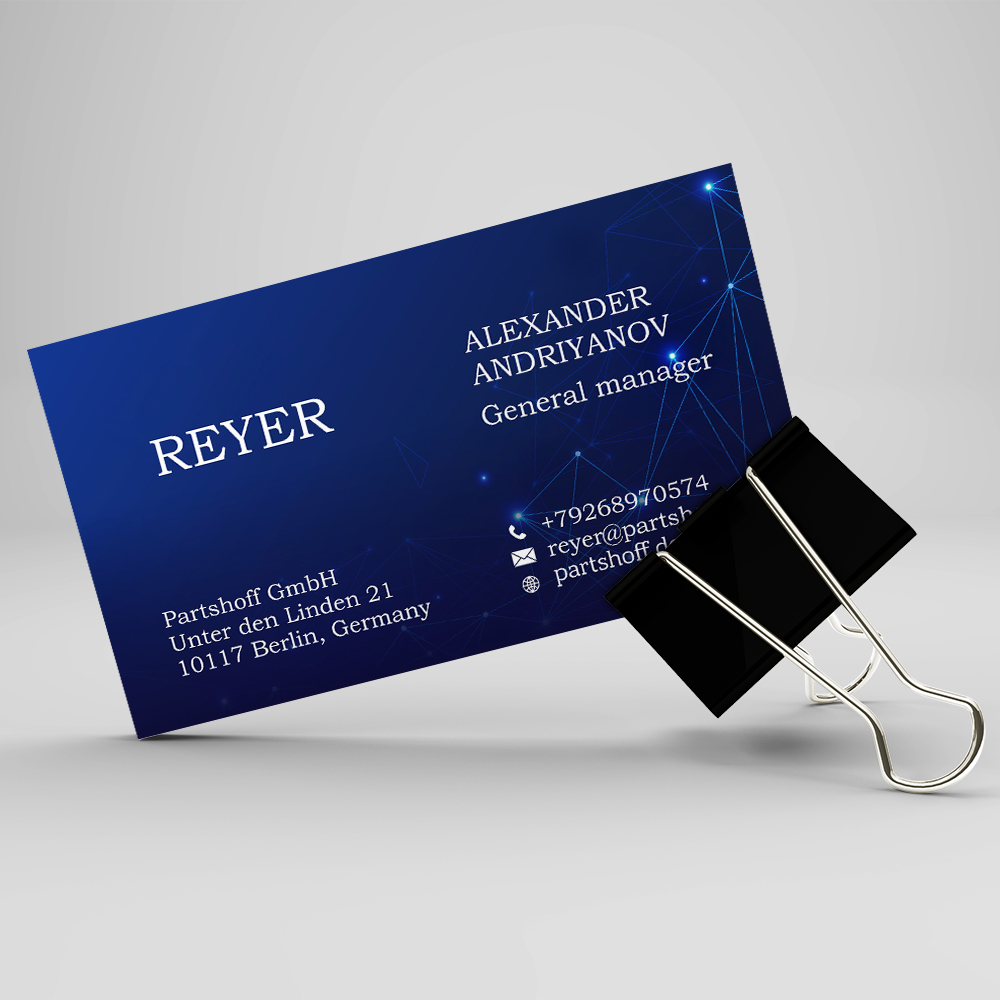 REYER
ALEXANDER
ANDRIYANOV
General manager
+79268970574
Partshoff GmbH
Unter den Linden 21
10117 Berlin, Germany